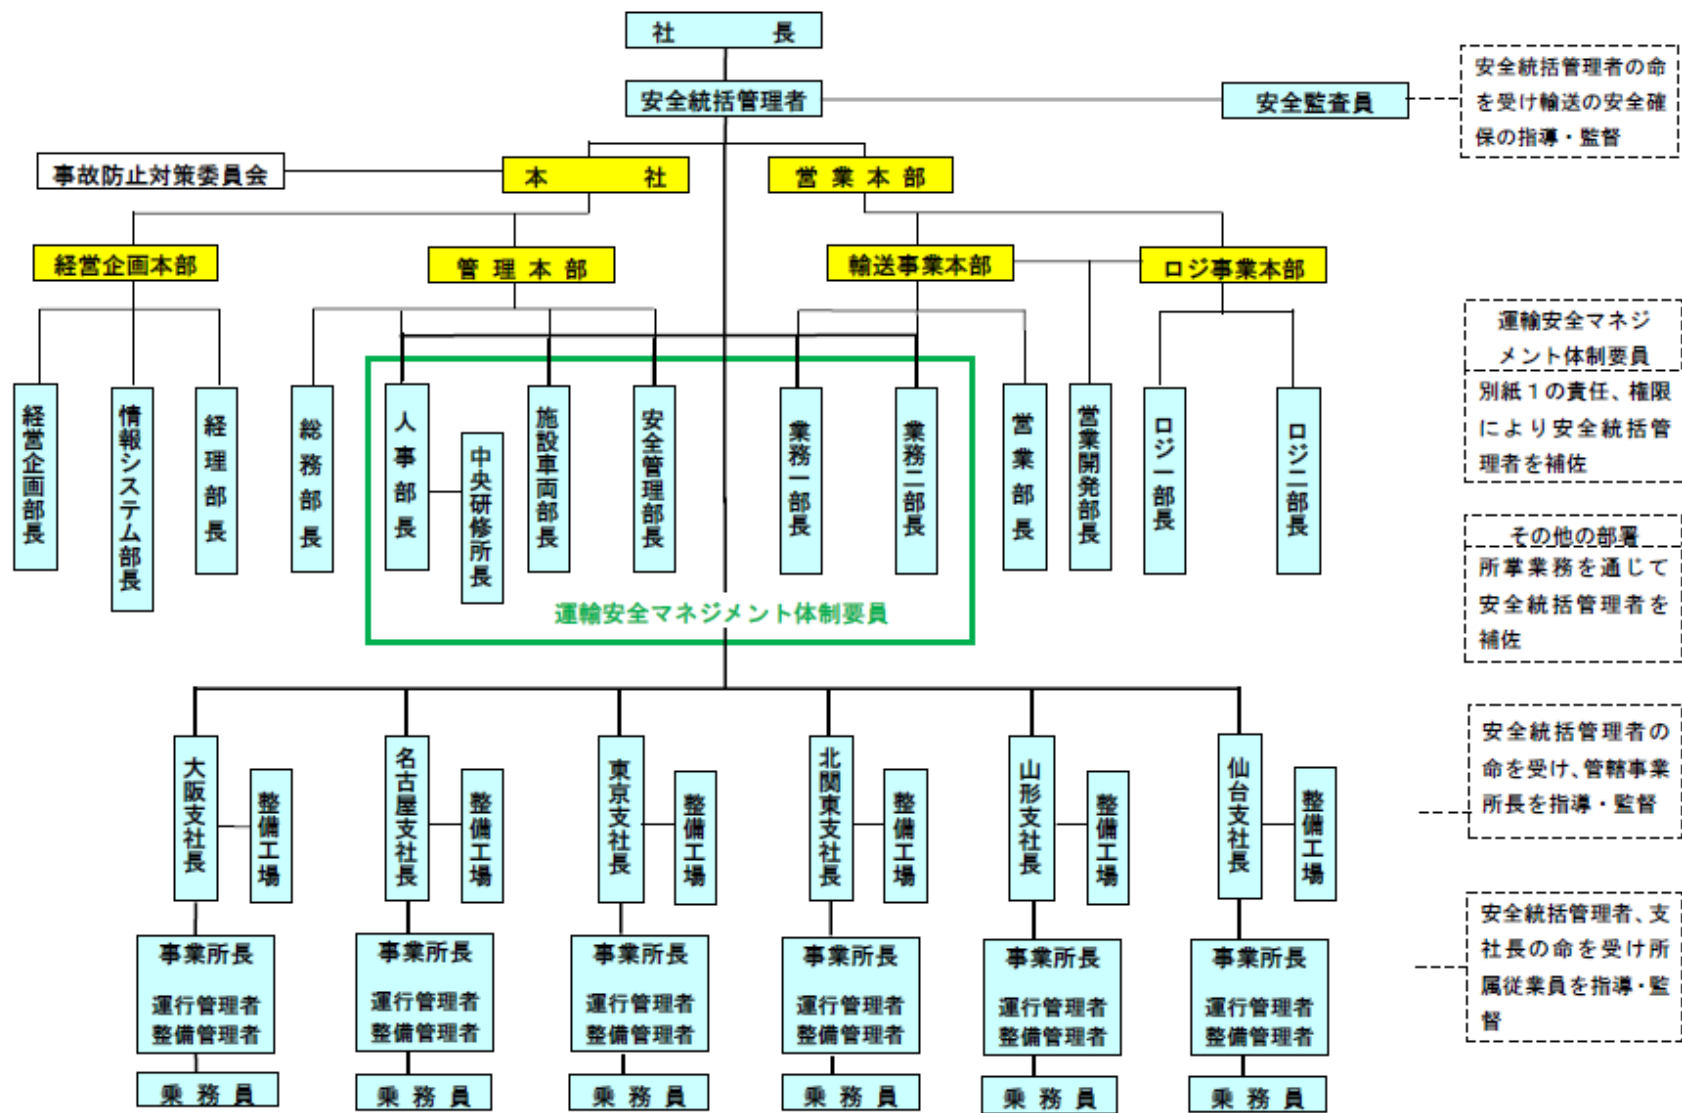 社長
安全統括管理者
安全監査員
安全統括管理者の命
を受け輸送の安全確
保の指導・監督
事故防止対策委員会
本社
営業本部
経営企画本部
管理本部
輸送事業本部
ロジ事業本部
経営企画部長
情報システム部長
経理部長
総務部長
人事部長
中央研修所長
施設車両部長
安全管理部長
業務一部長
業務二部長
営業部長
営業開発部長
ロジ一部長
ロジ二部長
運輸安全マネジメント体制要員
運輸安全マネジ
メント体制要員
別紙1の責任、権限
により安全統括管
理者を補佐
その他の部署
所掌業務を通じて
安全統括管理者を
補佐
大阪支社長
整備工場
名古屋支社長
整備工場
東京支社長
整備工場
北関東支社長
整備工場
山形支社長
整備工場
仙台支社長
整備工場
安全統括管理者の
命を受け、管轄事業
所長を指導・監督
事業所長
運行管理者
整備管理者
事業所長
運行管理者
整備管理者
事業所長
運行管理者
整備管理者
事業所長
運行管理者
整備管理者
事業所長
運行管理者
整備管理者
事業所長
運行管理者
整備管理者
安全統括管理者、支
社長の命を受け所
属従業員を指導・監
督
乗務員
乗務員
乗務員
乗務員
乗務員
乗務員